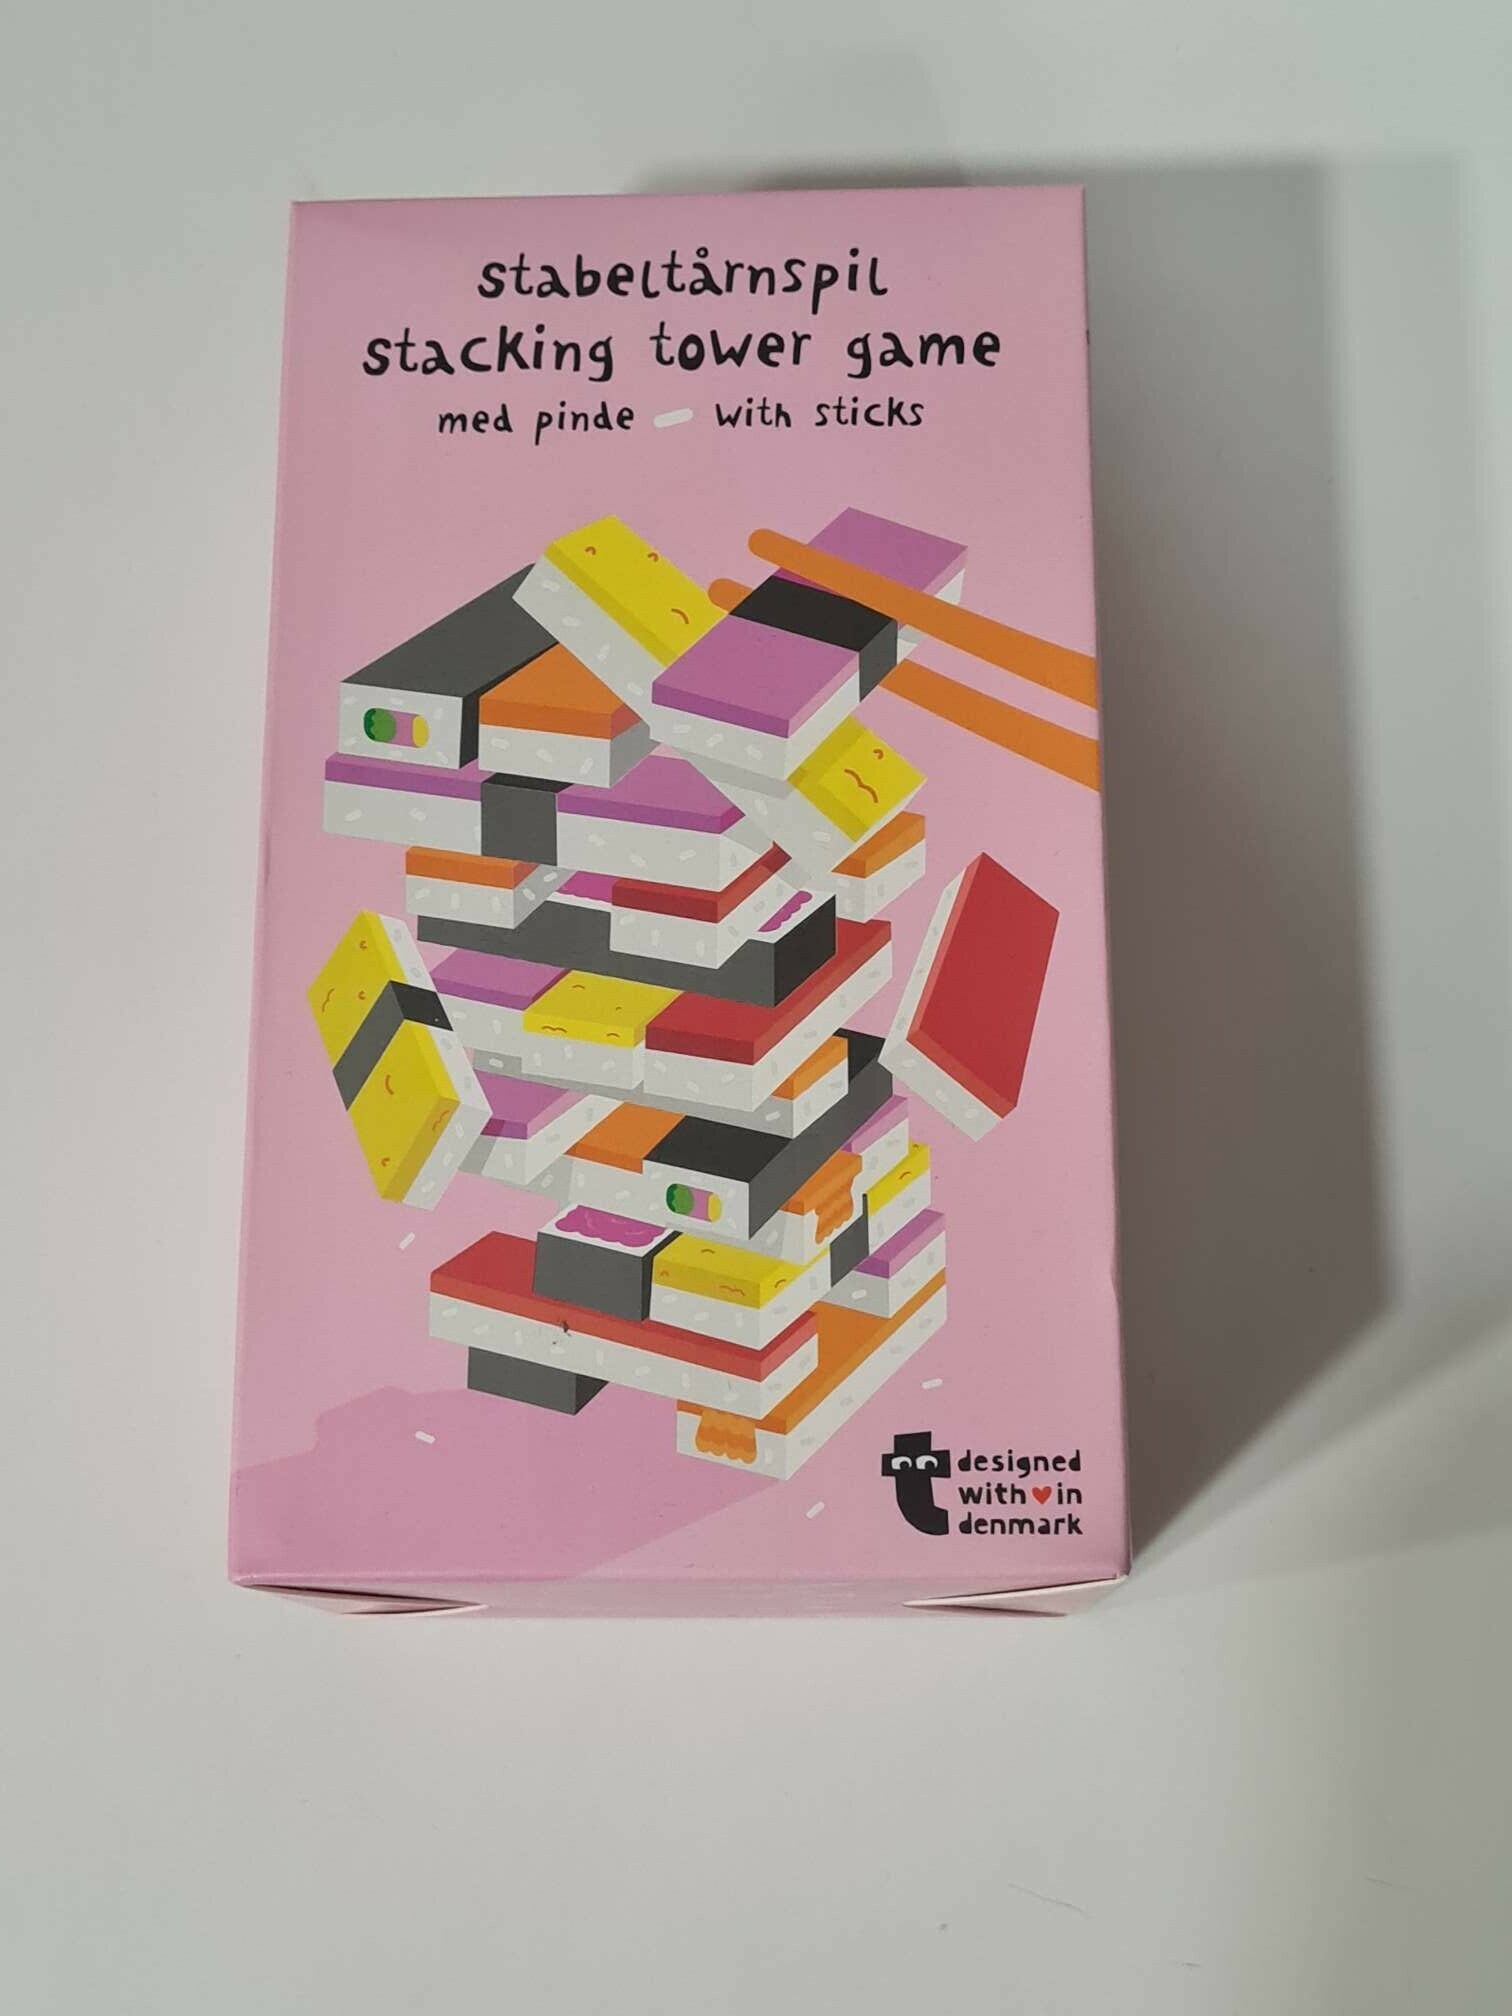 stabeltårnspil
stacking tower game
med pinde - with sticks
t designed
with ♥ in
denmark